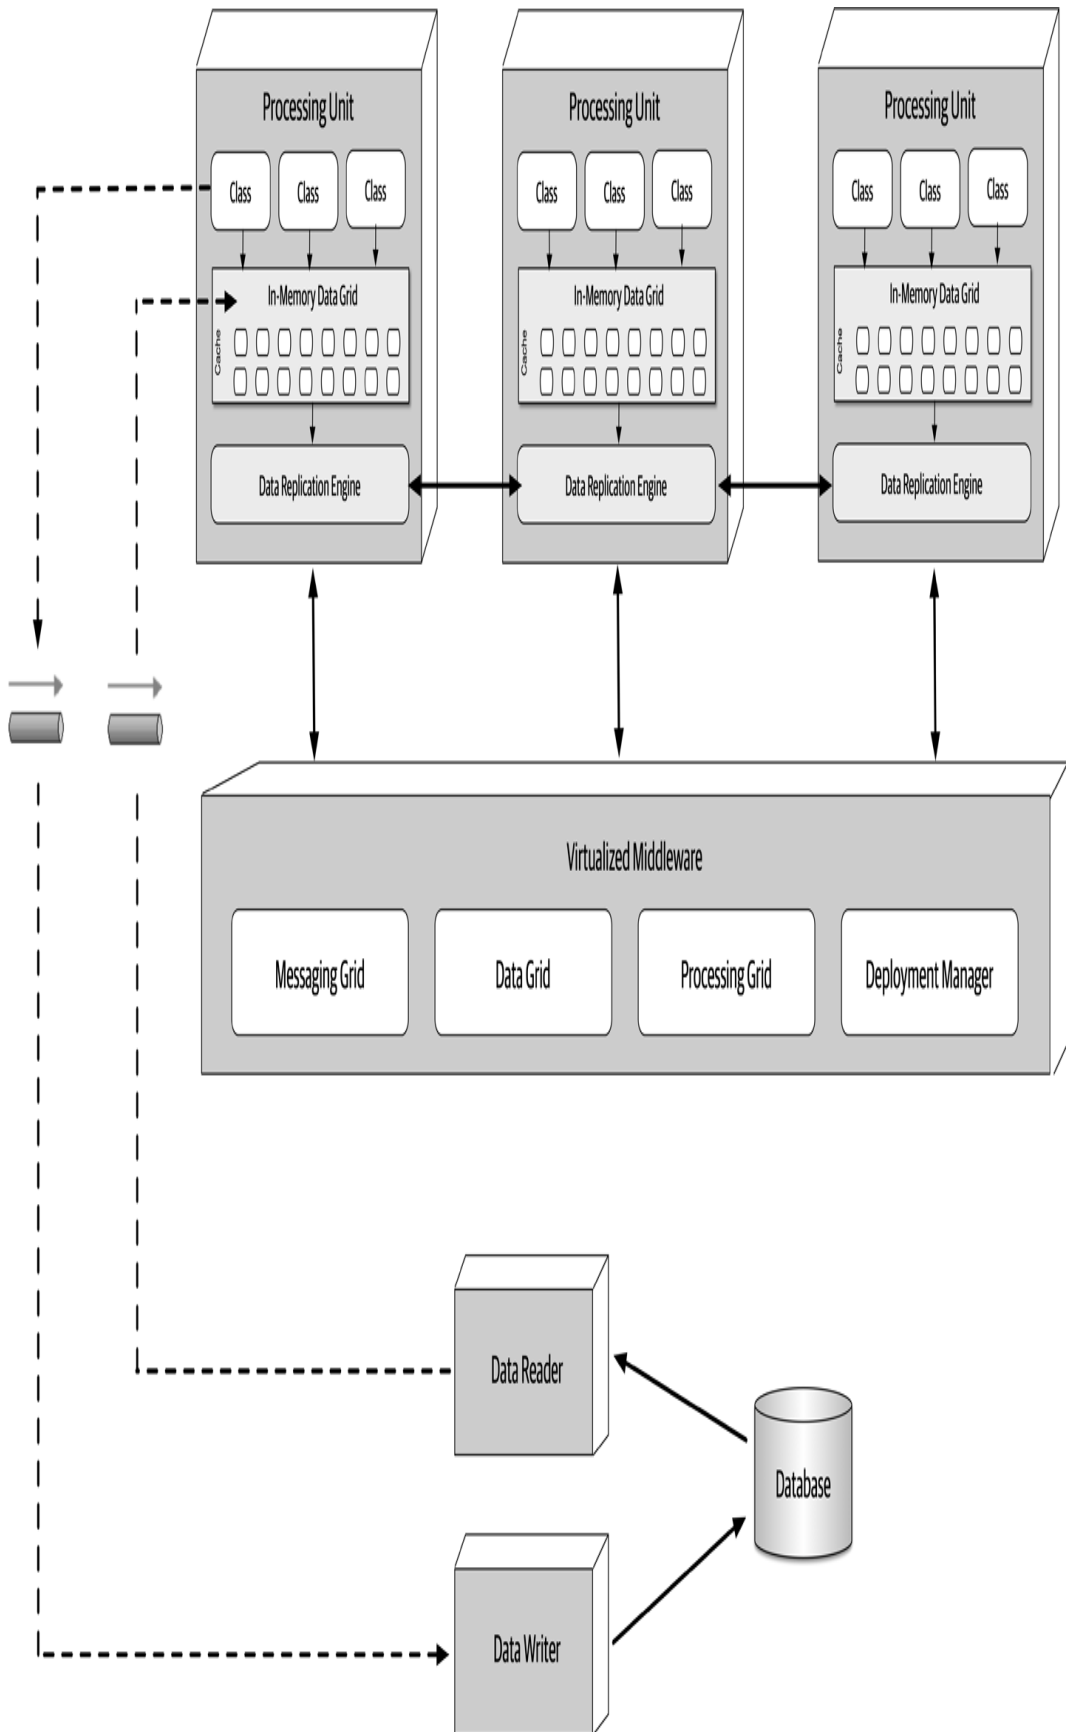 Processing Unit
Class
Class
Class
In-Memory Data Grid
Cache
Data Replication Engine
Processing Unit
Class
Class
Class
In-Memory Data Grid
Cache
Data Replication Engine
Processing Unit
Class
Class
Class
In-Memory Data Grid
Cache
Data Replication Engine
Virtualized Middleware
Messaging Grid
Data Grid
Processing Grid
Deployment Manager
Data Reader
Database
Data Writer